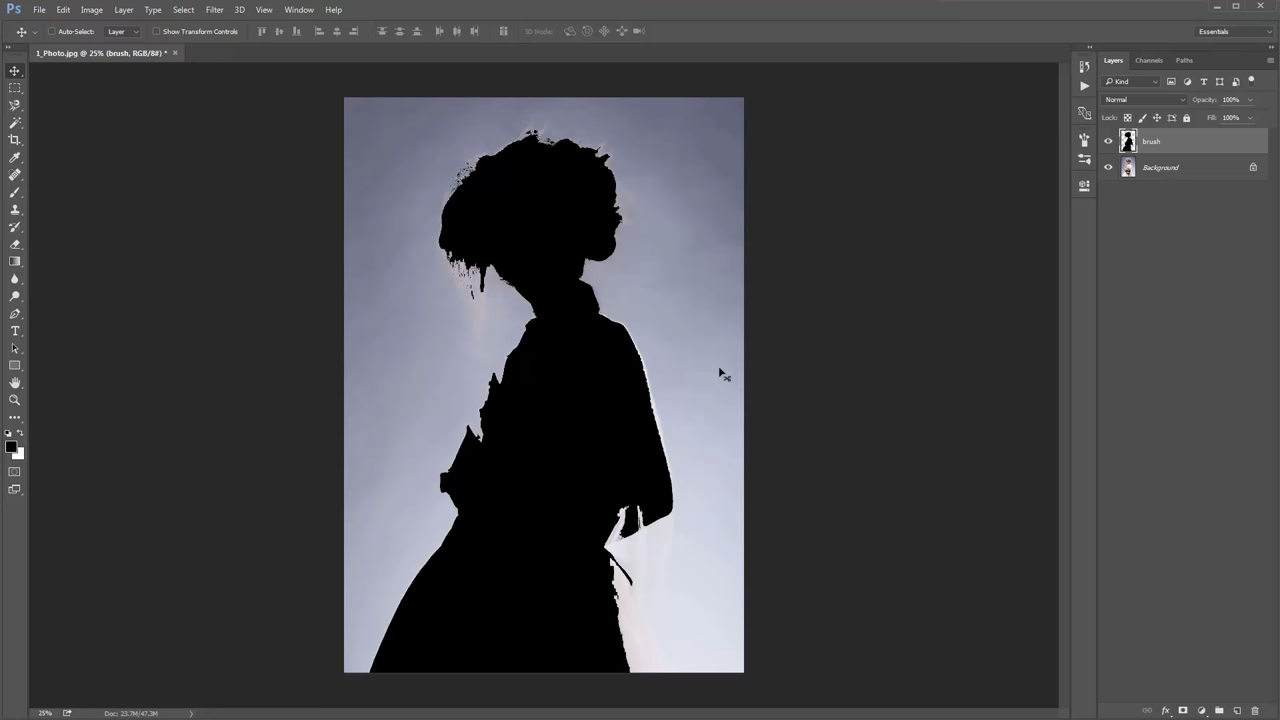 Ps File Edit Image Layer Type Select Filter 3D View Window Help
Auto-Select: Layer Show Transform Controls 3D Mode: Essentials
1_Photo.jpg @ 25% (brush, RGB/8#) * ×
Layers Channels Paths
Kind
Normal Opacity: 100%
Lock: Fill: 100%
brush
Background
25% Doc: 23.7M/47.3M